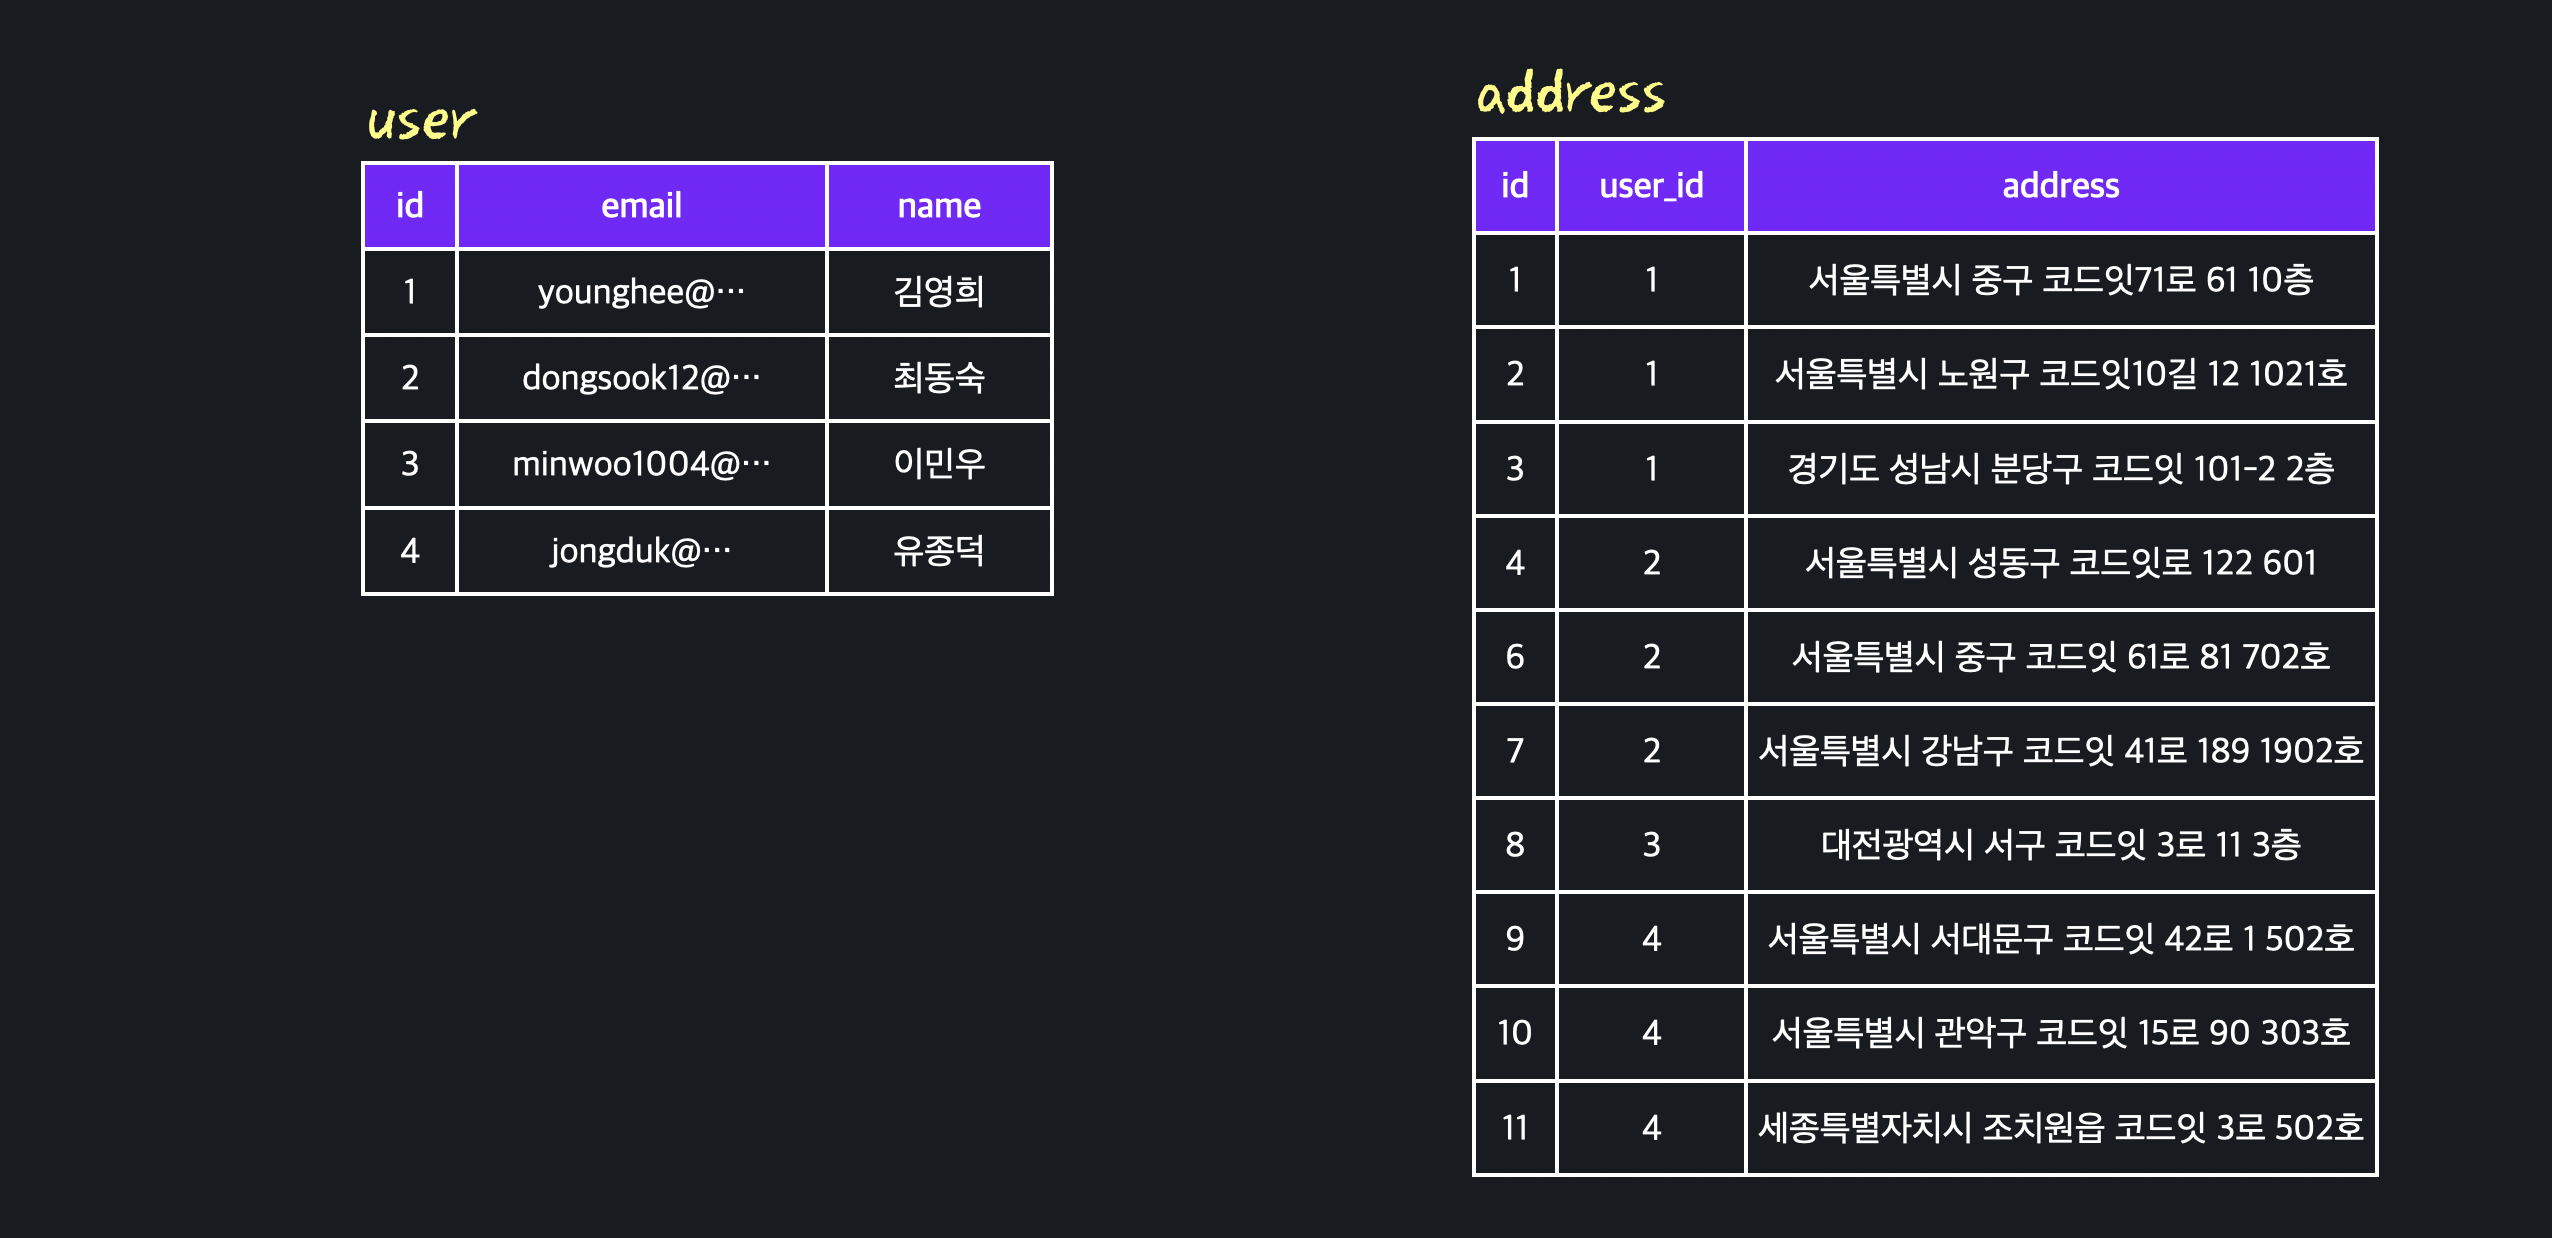 user
id email name
1 younghee@… 김영희
2 dongsook12@… 최동숙
3 minwoo1004@… 이민우
4 jongduk@… 유종덕
address
id user_id address
1 1 서울특별시 중구 코드잇71로 61 10층
2 1 서울특별시 노원구 코드잇10길 12 1021호
3 1 경기도 성남시 분당구 코드잇 101-2 2층
4 2 서울특별시 성동구 코드잇로 122 601
6 2 서울특별시 중구 코드잇 61로 81 702호
7 2 서울특별시 강남구 코드잇 41로 189 1902호
8 3 대전광역시 서구 코드잇 3로 11 3층
9 4 서울특별시 서대문구 코드잇 42로 1 502호
10 4 서울특별시 관악구 코드잇 15로 90 303호
11 4 세종특별자치시 조치원읍 코드잇 3로 502호